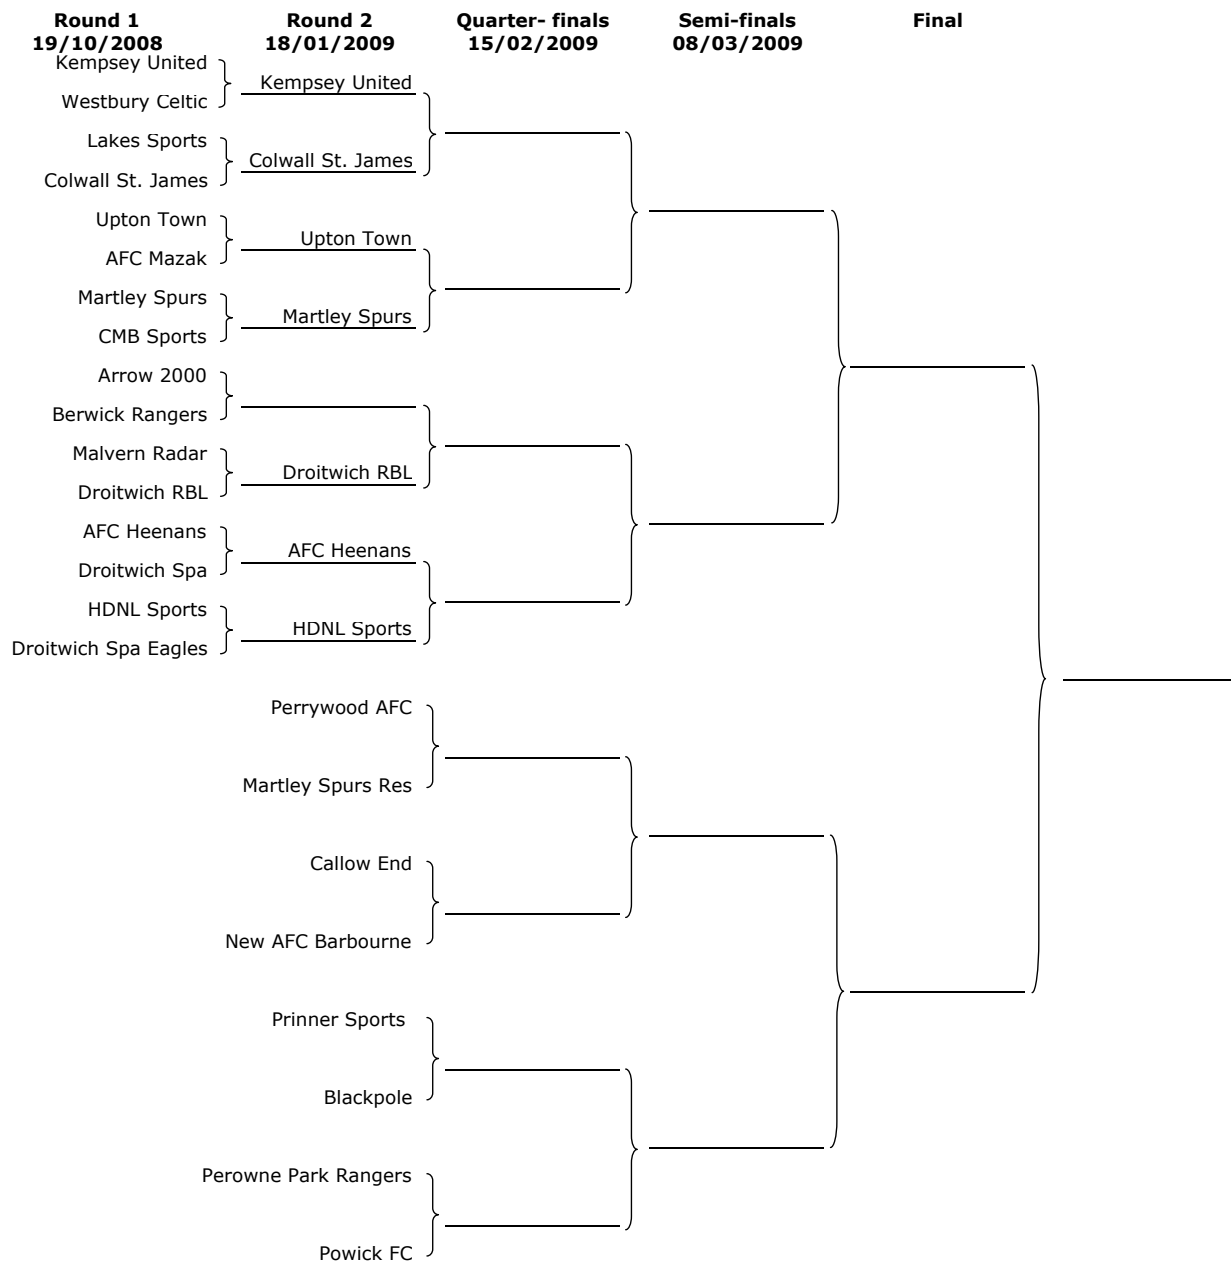 Round 1 Round 2 Quarter- finals Semi-finals Final
19/10/2008 18/01/2009 15/02/2009 08/03/2009
Kempsey United
Kempsey United
Westbury Celtic
Lakes Sports
Colwall St. James
Colwall St. James
Upton Town
Upton Town
AFC Mazak
Martley Spurs
Martley Spurs
CMB Sports
Arrow 2000
Berwick Rangers
Malvern Radar
Droitwich RBL
Droitwich RBL
AFC Heenans
AFC Heenans
Droitwich Spa
HDNL Sports
HDNL Sports
Droitwich Spa Eagles
Perrywood AFC
Martley Spurs Res
Callow End
New AFC Barbourne
Prinner Sports
Blackpole
Perowne Park Rangers
Powick FC